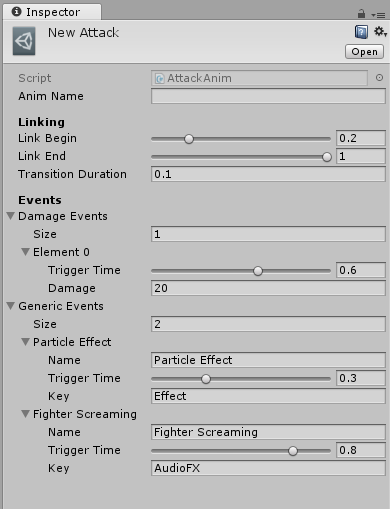 Inspector
New Attack
Open
Script AttackAnim
Anim Name
Linking
Link Begin 0.2
Link End 1
Transition Duration 0.1
Events
Damage Events
Size 1
Element 0
Trigger Time 0.6
Damage 20
Generic Events
Size 2
Particle Effect
Name Particle Effect
Trigger Time 0.3
Key Effect
Fighter Screaming
Name Fighter Screaming
Trigger Time 0.8
Key AudioFX